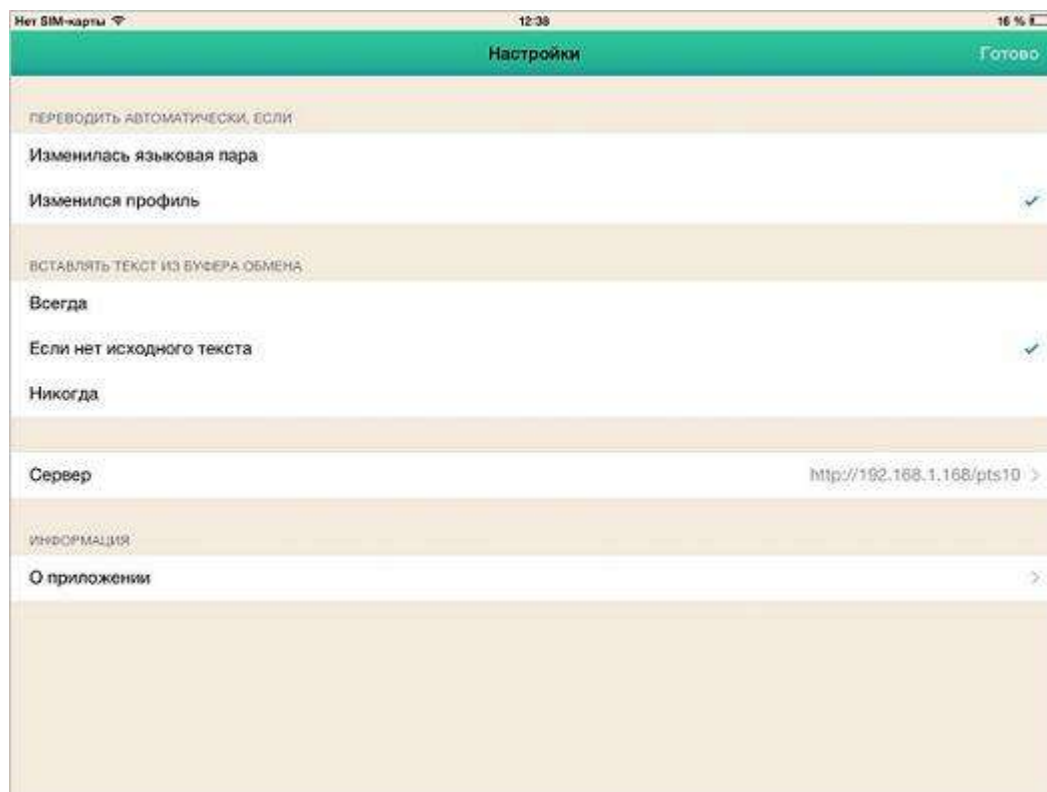 Нет SIM-карты 12:38 16 %
Настройки Готово
ПЕРЕВОДИТЬ АВТОМАТИЧЕСКИ, ЕСЛИ
Изменилась языковая пара
Изменился профиль
ВСТАВЛЯТЬ ТЕКСТ ИЗ БУФЕРА ОБМЕНА
Всегда
Если нет исходного текста
Никогда
Сервер http://192.168.1.168/pts10
ИНФОРМАЦИЯ
О приложении